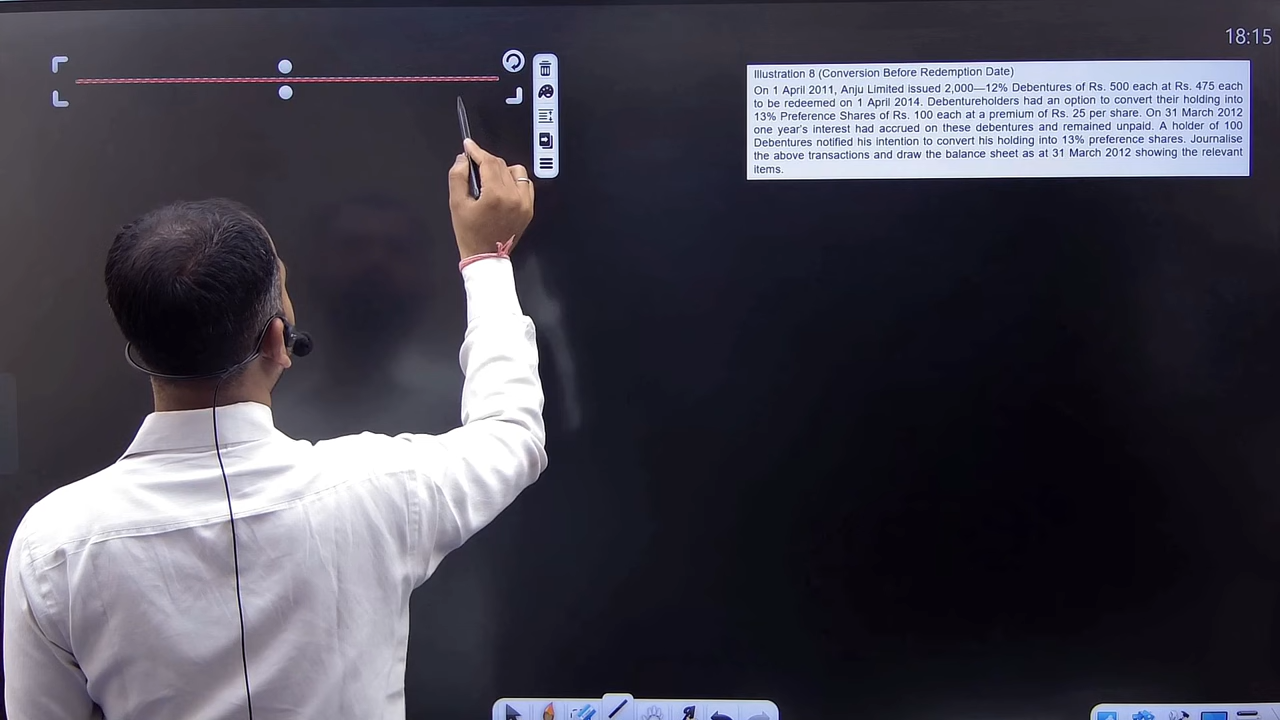 18:15
Illustration 8 (Conversion Before Redemption Date)
On 1 April 2011, Anju Limited issued 2,000—12% Debentures of Rs. 500 each at Rs. 475 each
to be redeemed on 1 April 2014. Debentureholders had an option to convert their holding into
13% Preference Shares of Rs. 100 each at a premium of Rs. 25 per share. On 31 March 2012
one year's interest had accrued on these debentures and remained unpaid. A holder of 100
Debentures notified his intention to convert his holding into 13% preference shares. Journalise
the above transactions and draw the balance sheet as at 31 March 2012 showing the relevant
items.